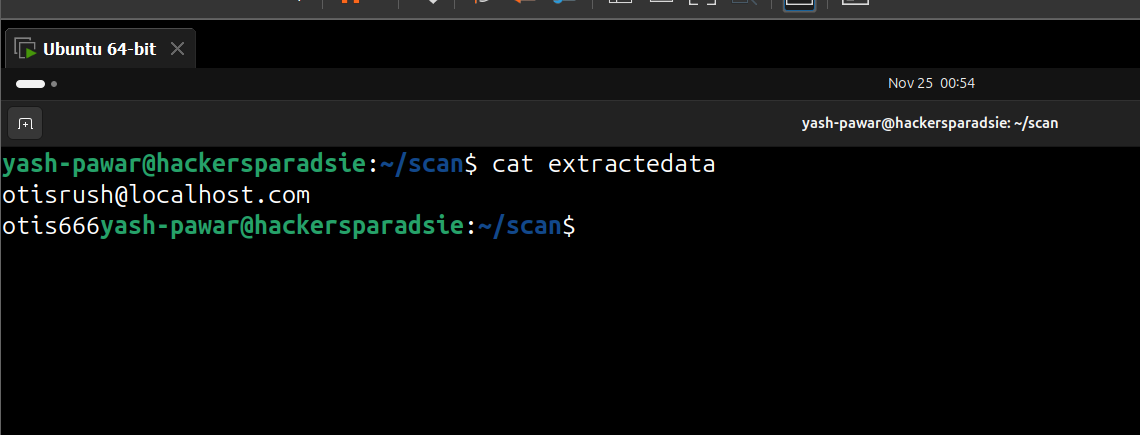 Ubuntu 64-bit
Nov 25 00:54
yash-pawar@hackersparadsie: ~/scan
yash-pawar@hackersparadsie:~/scan$ cat extractedata
otisrush@localhost.com
otis666yash-pawar@hackersparadsie:~/scan$